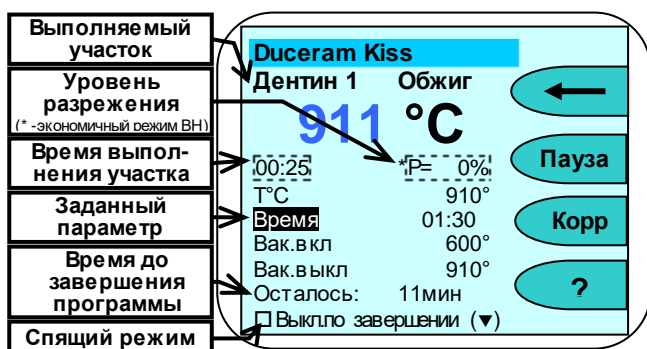 Выполняемый
участок
Уровень
разрежения
(* -экономичный режим ВН)
Время выпол-
нения участка
Заданный
параметр
Время до
завершения
программы
Спящий режим
Duceram Kiss
Дентин 1 Обжиг
911 °C
00:25 *P= 0%
T°C 910°
Время 01:30
Вак.вкл 600°
Вак.выкл 910°
Осталось: 11мин
Выкл.по завершении (▼)
←
Пауза
Корр
?